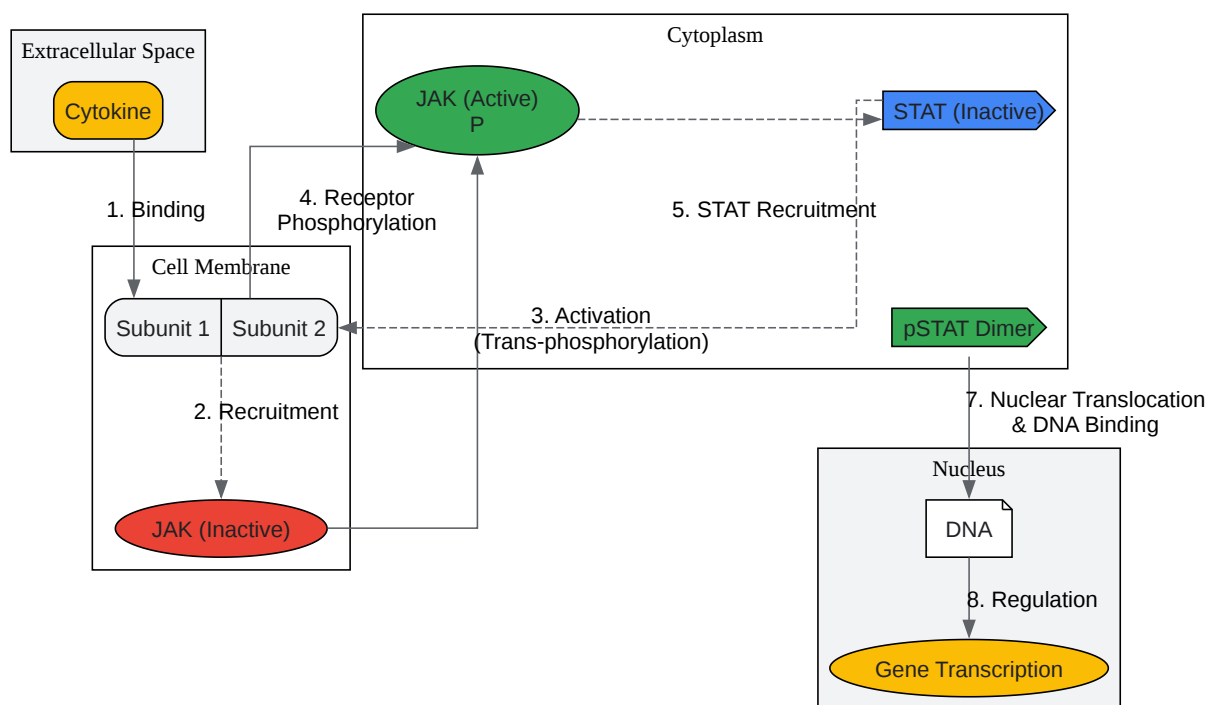 Extracellular Space
Cytokine
Cytoplasm
JAK (Active)
P
STAT (Inactive)
1. Binding
4. Receptor
Phosphorylation
5. STAT Recruitment
Cell Membrane
Subunit 1
Subunit 2
3. Activation
(Trans-phosphorylation)
pSTAT Dimer
2. Recruitment
7. Nuclear Translocation
& DNA Binding
Nucleus
JAK (Inactive)
DNA
8. Regulation
Gene Transcription